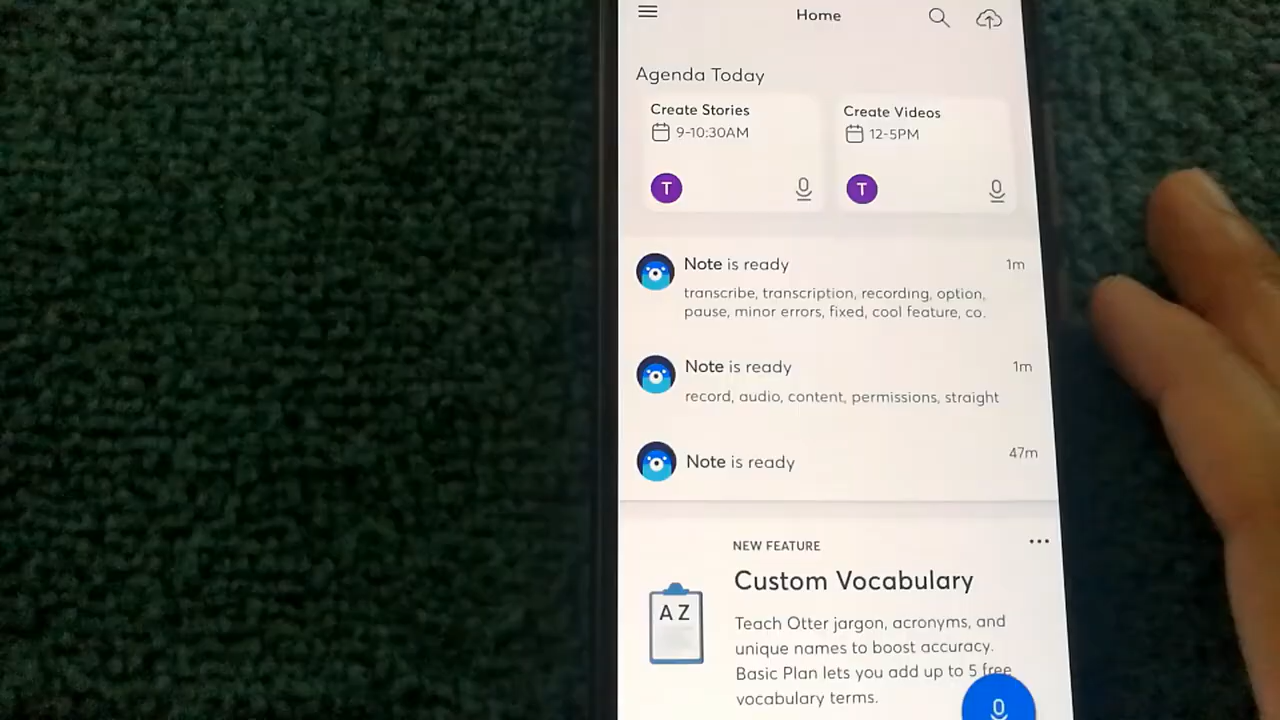 Home
Agenda Today
Create Stories
9-10:30AM
T
Create Videos
12-5PM
T
Note is ready
1m
transcribe, transcription, recording, option,
pause, minor errors, fixed, cool feature, co.
Note is ready
1m
record, audio, content, permissions, straight
Note is ready
47m
NEW FEATURE
Custom Vocabulary
A Z
Teach Otter jargon, acronyms, and
unique names to boost accuracy.
Basic Plan lets you add up to 5 free
vocabulary terms.